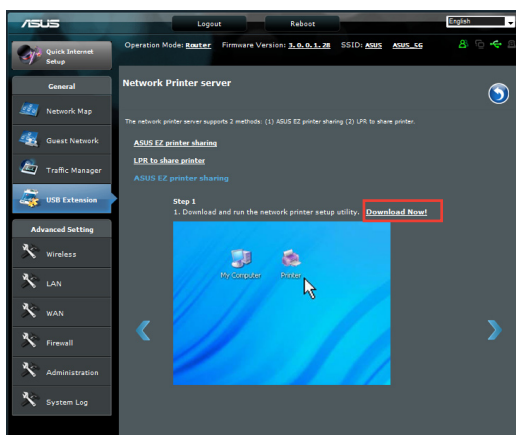 ASUS
Logout
Reboot
English
Quick Internet
Setup
Operation Mode: Router Firmware Version: 3.0.0.1.28 SSID: ASUS ASUS_5G
General
Network Map
Guest Network
Traffic Manager
USB Extension
Advanced Setting
Wireless
LAN
WAN
Firewall
Administration
System Log
Network Printer server
The network printer server supports 2 methods: (1) ASUS EZ printer sharing (2) LPR to share printer.
ASUS EZ printer sharing
LPR to share printer
ASUS EZ printer sharing
Step 1
1. Download and run the network printer setup utility. Download Now!
My Computer
Printer